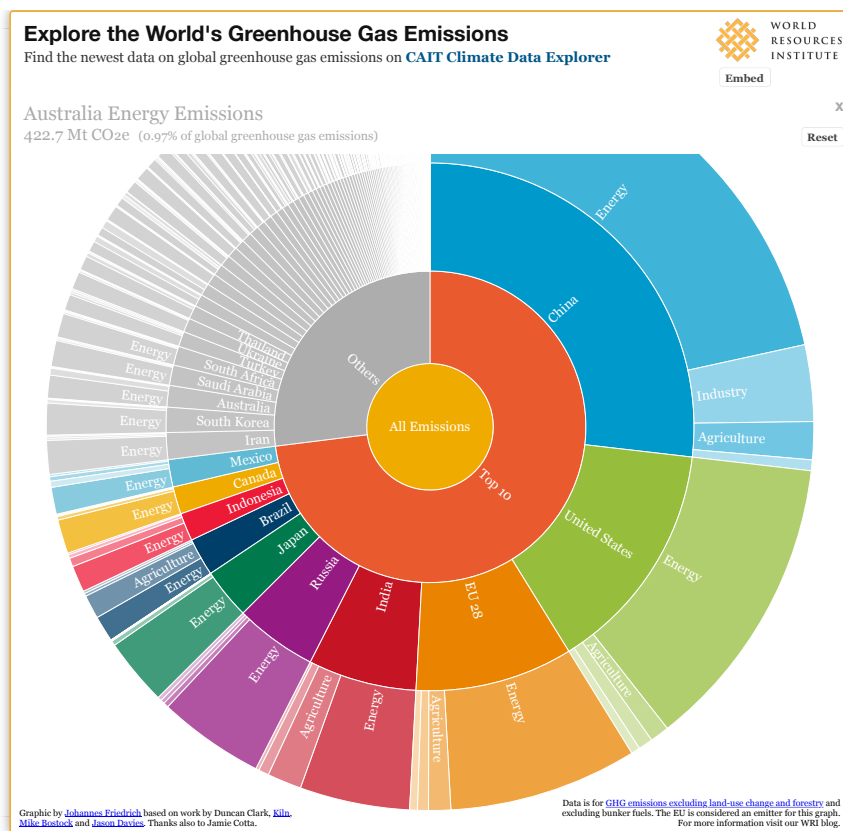 Explore the World's Greenhouse Gas Emissions
Find the newest data on global greenhouse gas emissions on CAIT Climate Data Explorer
WORLD
RESOURCES
INSTITUTE
Embed
Australia Energy Emissions
422.7 Mt CO2e (0.97% of global greenhouse gas emissions)
x
Reset
All Emissions
Top 10
Others
China
Energy
Industry
Agriculture
United States
Energy
Agriculture
EU 28
Energy
Agriculture
India
Energy
Agriculture
Russia
Energy
Japan
Energy
Brazil
Energy
Agriculture
Indonesia
Energy
Canada
Energy
Mexico
Energy
Iran
Energy
South Korea
Energy
Australia
Energy
Saudi Arabia
Energy
South Africa
Energy
Turkey
Ukraine
Thailand
Graphic by Johannes Friedrich based on work by Duncan Clark, Kiln,
Mike Bostock and Jason Davies. Thanks also to Jamie Cotta.
Data is for GHG emissions excluding land-use change and forestry and
excluding bunker fuels. The EU is considered an emitter for this graph.
For more information visit our WRI blog.